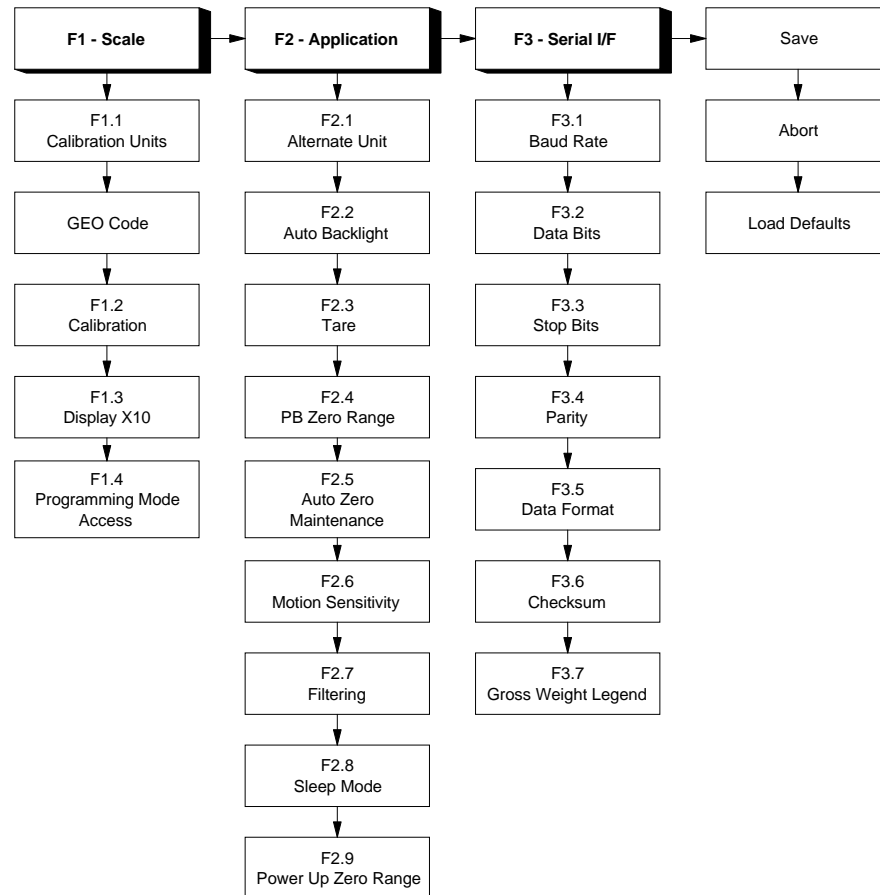 F1 - Scale
F1.1
Calibration Units
GEO Code
F1.2
Calibration
F1.3
Display X10
F1.4
Programming Mode
Access
F2 - Application
F2.1
Alternate Unit
F2.2
Auto Backlight
F2.3
Tare
F2.4
PB Zero Range
F2.5
Auto Zero
Maintenance
F2.6
Motion Sensitivity
F2.7
Filtering
F2.8
Sleep Mode
F2.9
Power Up Zero Range
F3 - Serial I/F
F3.1
Baud Rate
F3.2
Data Bits
F3.3
Stop Bits
F3.4
Parity
F3.5
Data Format
F3.6
Checksum
F3.7
Gross Weight Legend
Save
Abort
Load Defaults